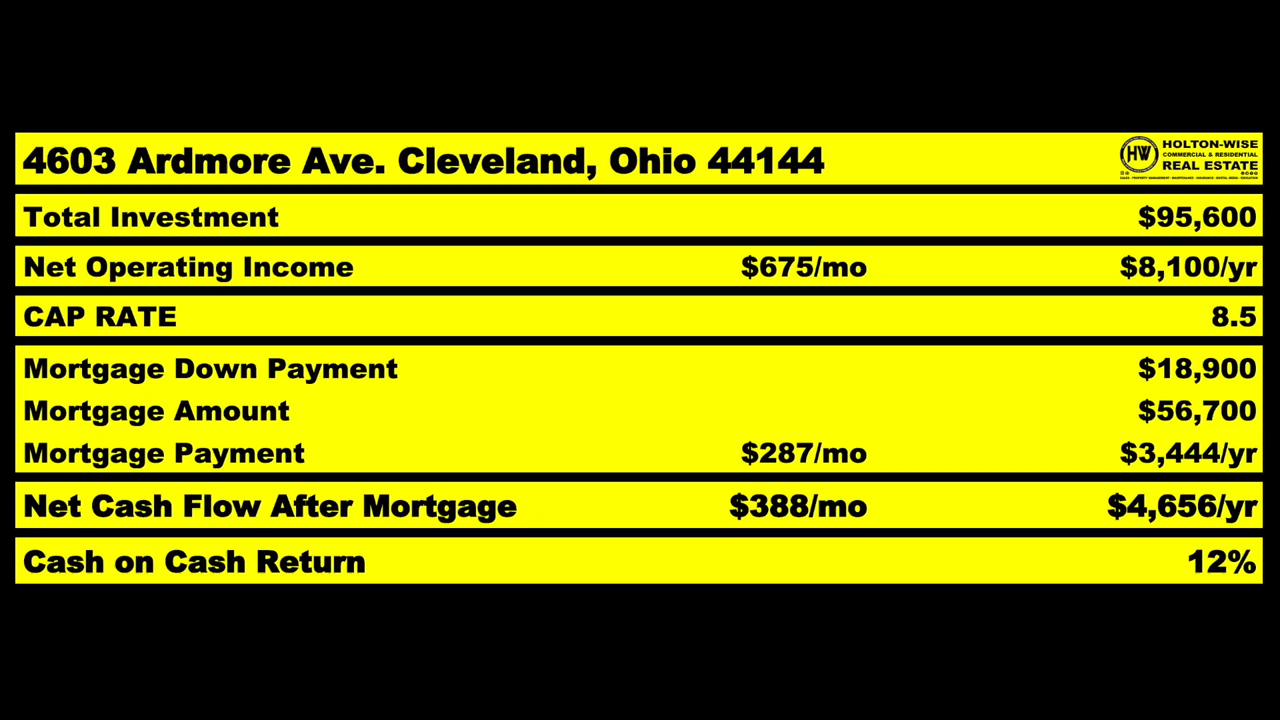 4603 Ardmore Ave. Cleveland, Ohio 44144
HW
HOLTON-WISE
COMMERCIAL & RESIDENTIAL
REAL ESTATE
Total Investment $95,600
Net Operating Income $675/mo $8,100/yr
CAP RATE 8.5
Mortgage Down Payment $18,900
Mortgage Amount $56,700
Mortgage Payment $287/mo $3,444/yr
Net Cash Flow After Mortgage $388/mo $4,656/yr
Cash on Cash Return 12%